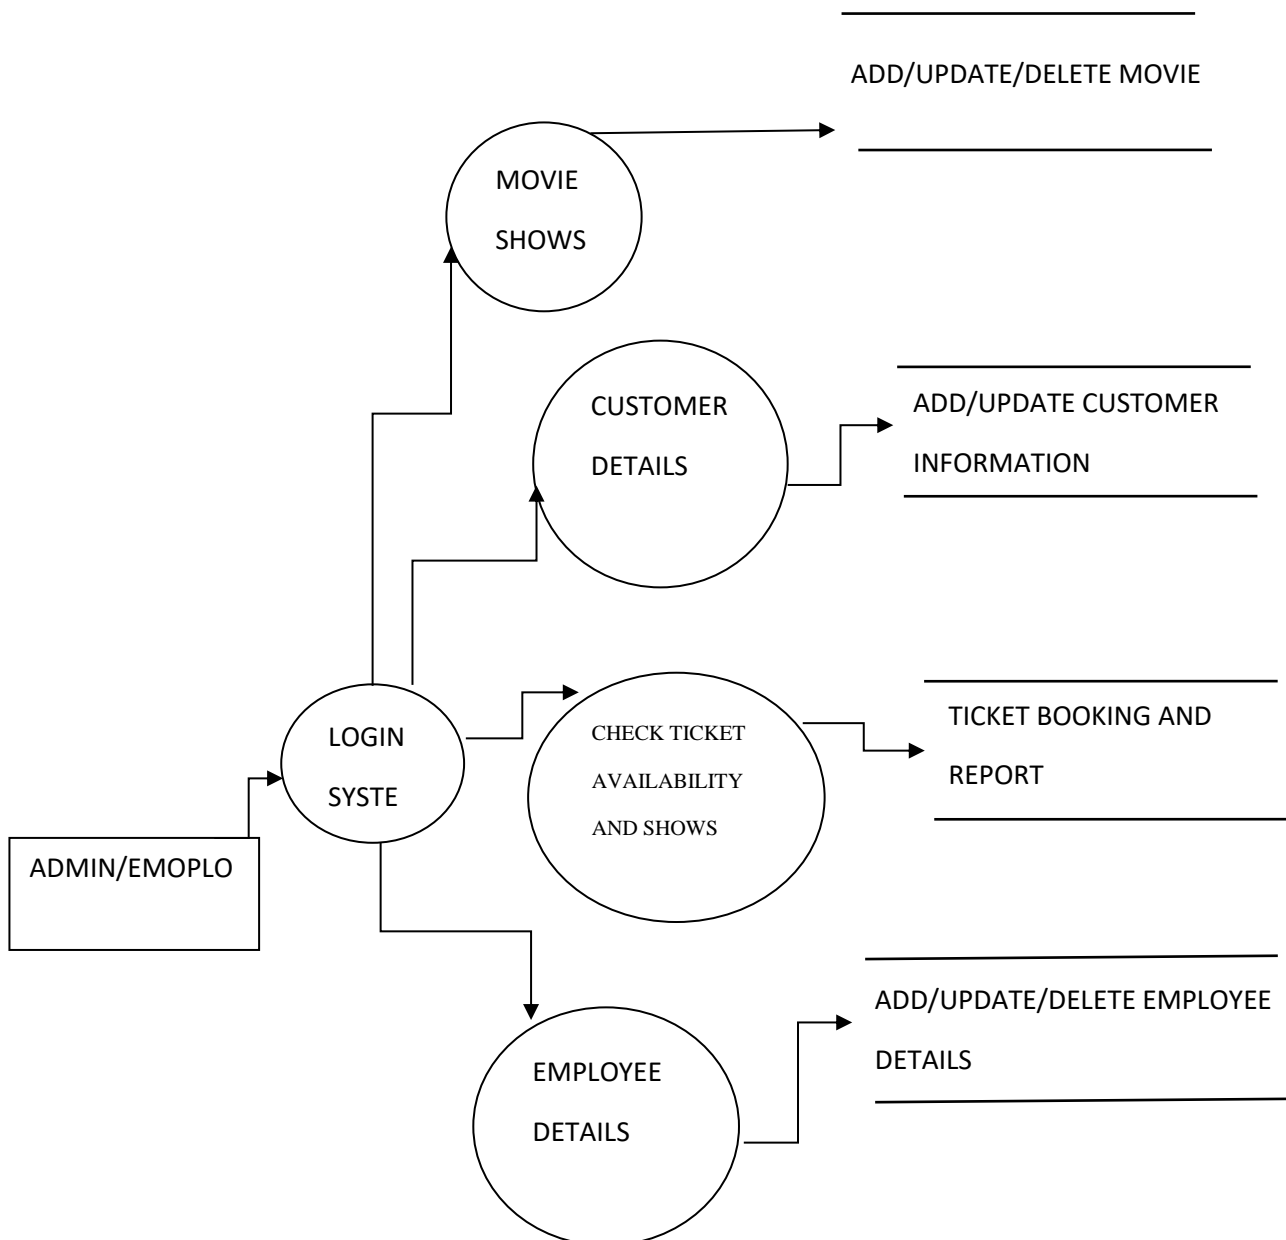 ADD/UPDATE/DELETE MOVIE
MOVIE
SHOWS
CUSTOMER
DETAILS
ADD/UPDATE CUSTOMER
INFORMATION
LOGIN
SYSTE
CHECK TICKET
AVAILABILITY
AND SHOWS
TICKET BOOKING AND
REPORT
ADMIN/EMOPLO
EMPLOYEE
DETAILS
ADD/UPDATE/DELETE EMPLOYEE
DETAILS